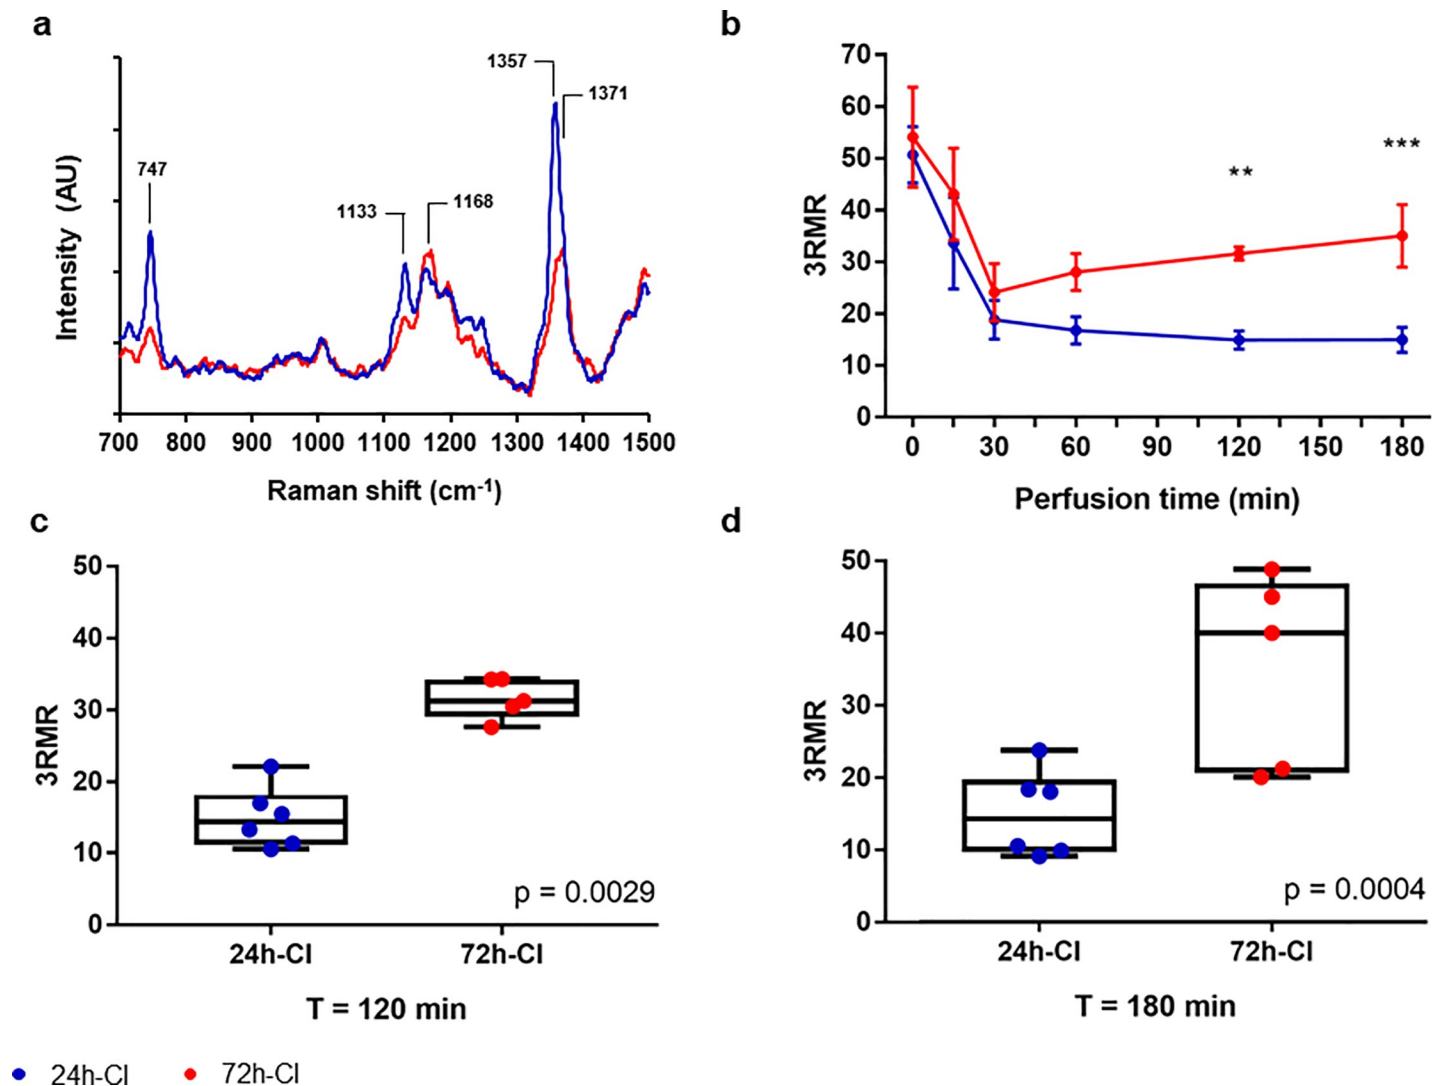 a
1357
1371
747
1133
1168
Intensity (AU)
700 800 900 1000 1100 1200 1300 1400 1500
Raman shift (cm-1)
b
70
60
50
40
30
20
10
0
3RMR
**
***
0 30 60 90 120 150 180
Perfusion time (min)
c
50
40
30
20
10
0
3RMR
p = 0.0029
24h-CI 72h-CI
T = 120 min
d
50
40
30
20
10
0
3RMR
p = 0.0004
24h-CI 72h-CI
T = 180 min
24h-CI 72h-CI